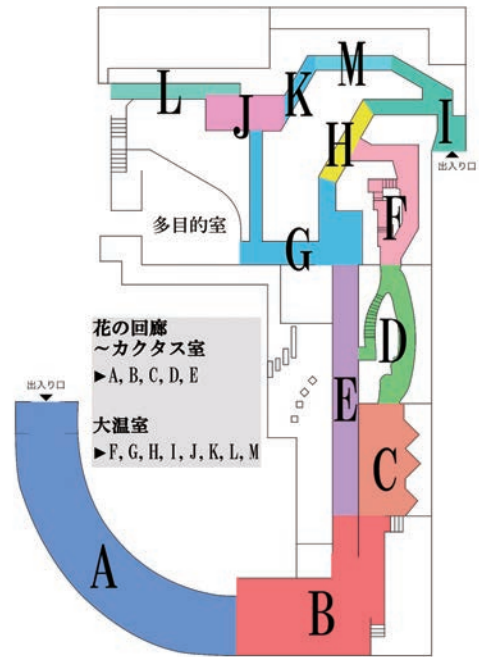 L
K
M
J
H
I
出入り口
F
多目的室
G
D
花の回廊
～カクタス室
►A, B, C, D, E
E
大温室
►F, G, H, I, J, K, L, M
出入り口
C
A
B